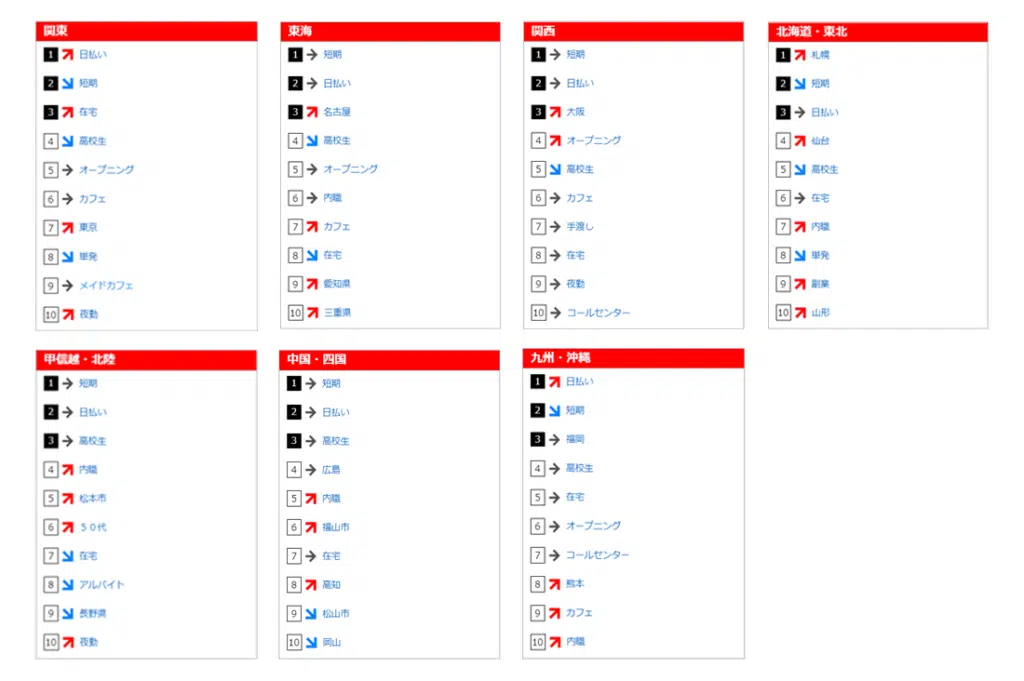 関東
1 日払い
2 短期
3 在宅
4 高校生
5 オープニング
6 カフェ
7 東京
8 単発
9 メイドカフェ
10 夜勤
東海
1 短期
2 日払い
3 名古屋
4 高校生
5 オープニング
6 内職
7 カフェ
8 在宅
9 愛知県
10 三重県
関西
1 短期
2 日払い
3 大阪
4 オープニング
5 高校生
6 カフェ
7 手渡し
8 在宅
9 夜勤
10 コールセンター
北海道・東北
1 札幌
2 短期
3 日払い
4 仙台
5 高校生
6 在宅
7 内職
8 単発
9 副業
10 山形
甲信越・北陸
1 短期
2 日払い
3 高校生
4 内職
5 松本市
6 ５０代
7 在宅
8 アルバイト
9 長野県
10 夜勤
中国・四国
1 短期
2 日払い
3 高校生
4 広島
5 内職
6 福山市
7 在宅
8 高知
9 松山市
10 岡山
九州・沖縄
1 日払い
2 短期
3 福岡
4 高校生
5 在宅
6 オープニング
7 コールセンター
8 熊本
9 カフェ
10 内職